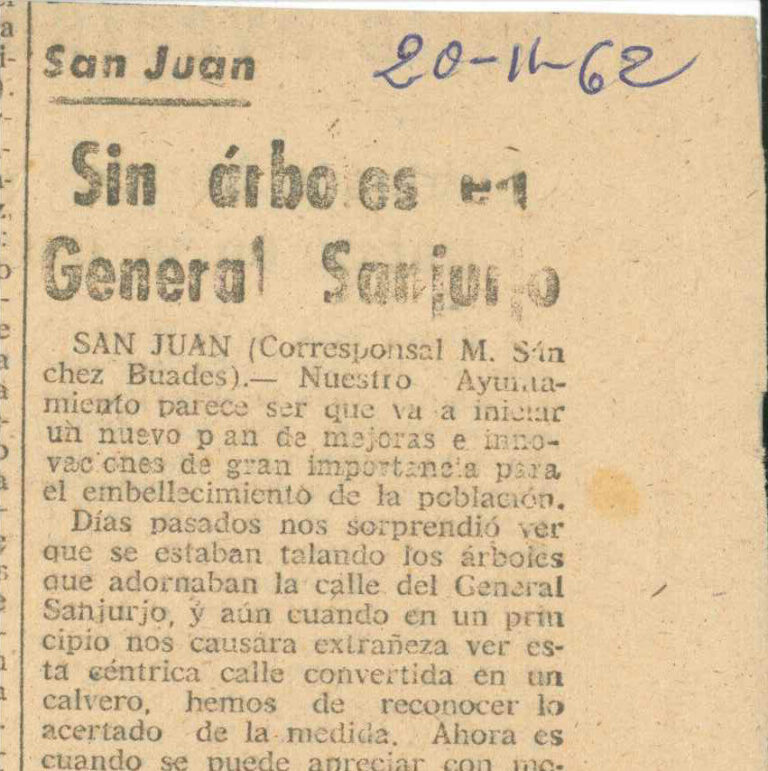 San Juan
20-11-62
Sin árboles en
General Sanjurjo
SAN JUAN (Corresponsal M. Sán
chez Buades).— Nuestro Ayunta-
miento parece ser que va a iniciar
un nuevo plan de mejoras e inno-
vaciones de gran importancia para
el embellecimiento de la población.
Días pasados nos sorprendió ver
que se estaban talando los árboles
que adornaban la calle del General
Sanjurjo, y aún cuando en un prin
cipio nos causara extrañeza ver es-
ta céntrica calle convertida en un
calvero, hemos de reconocer lo
acertado de la medida. Ahora es
cuando se puede apreciar con me-